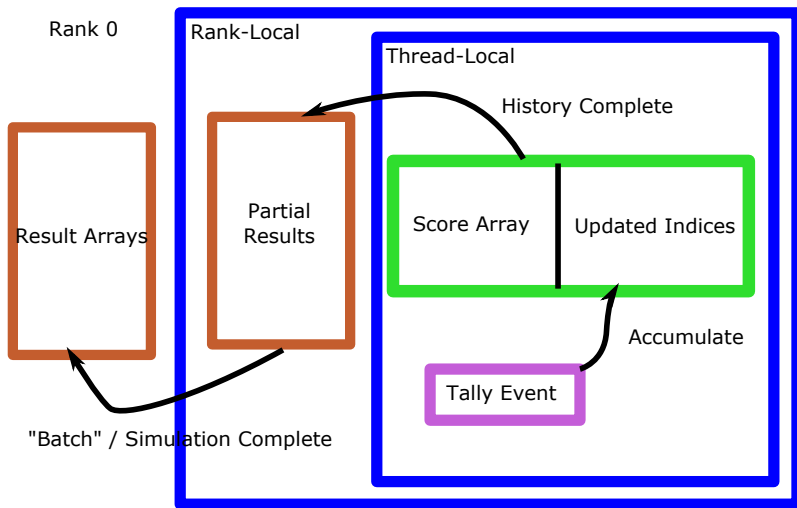 Rank 0
Rank-Local
Thread-Local
History Complete
Result Arrays
Partial
Results
Score Array
Updated Indices
Accumulate
Tally Event
"Batch" / Simulation Complete